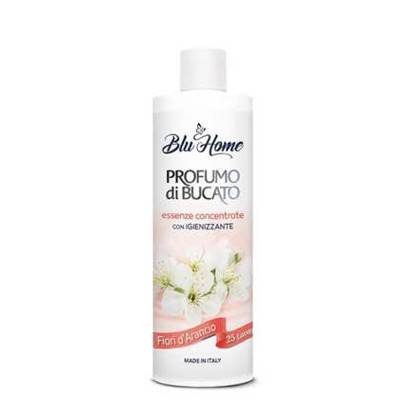 Blu Home
PROFUMO
di BUCATO
essenze concentrate
CON IGIENIZZANTE
Fiori d'Arancio
25
MADE IN ITALY